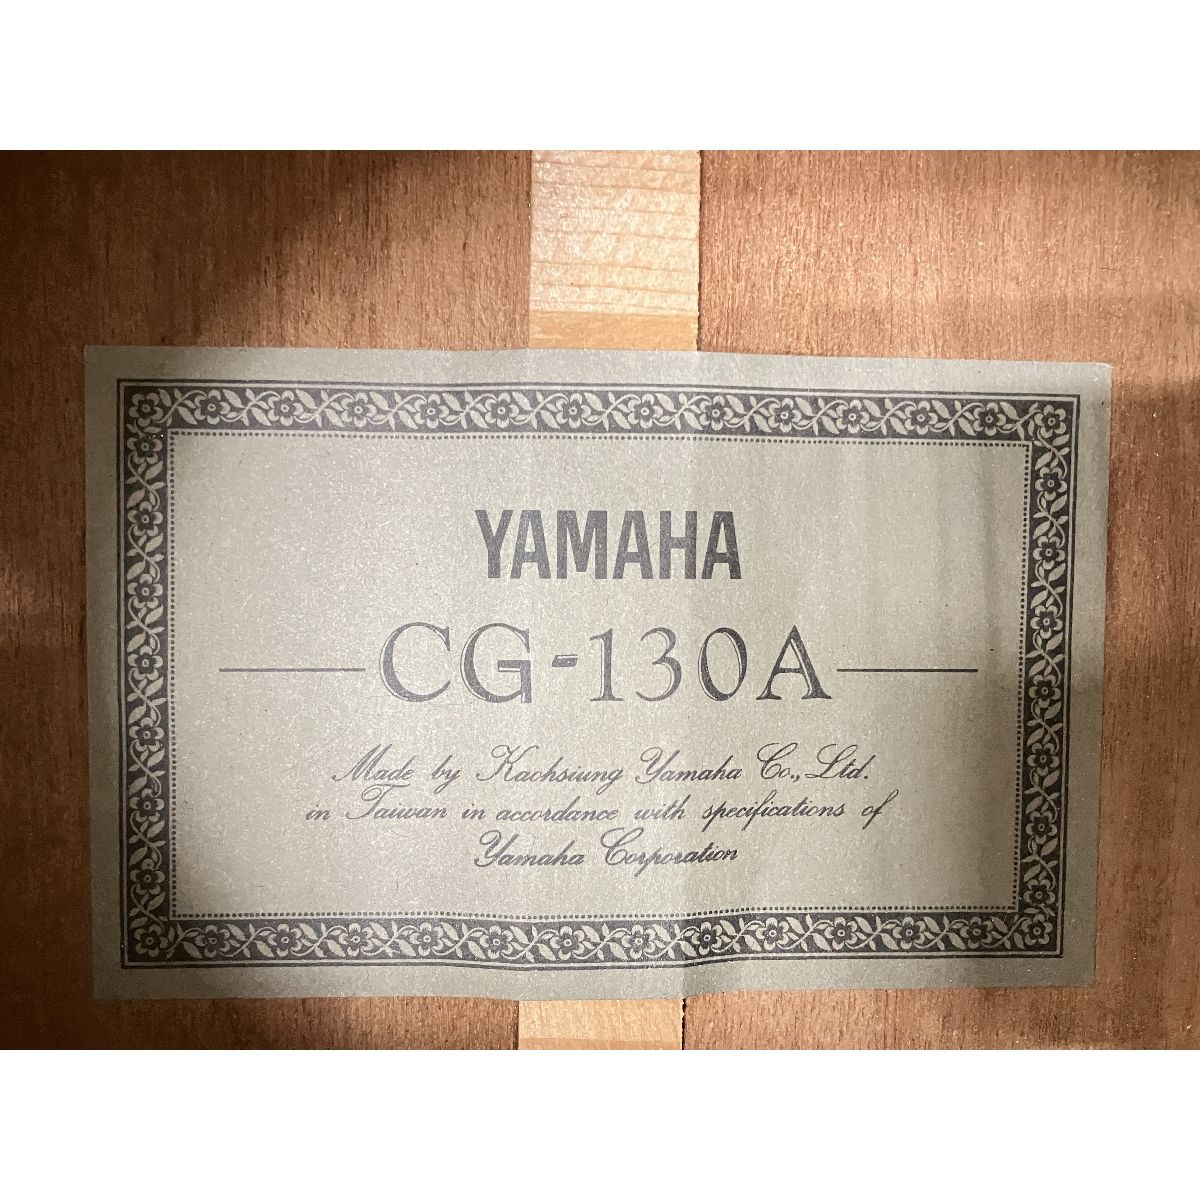 YAMAHA
CG-130A
Made by Kaohsiung Yamaha Co., Ltd.
in Taiwan in accordance with specifications of
Yamaha Corporation